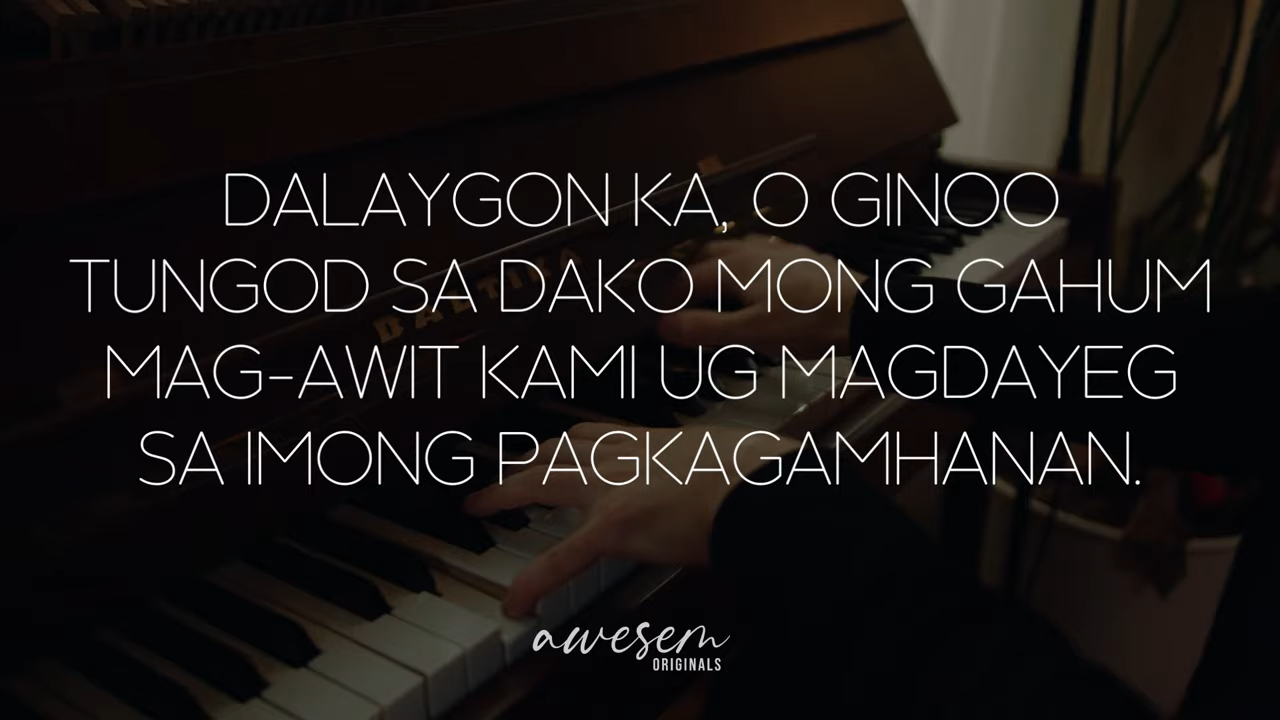 DALAYGON KA, O GINOO
TUNGOD SA DAKO MONG GAHUM
MAG-AWIT KAMI UG MAGDAYEG
SA IMONG PAGKAGAMHANAN.
awesem
ORIGINALS